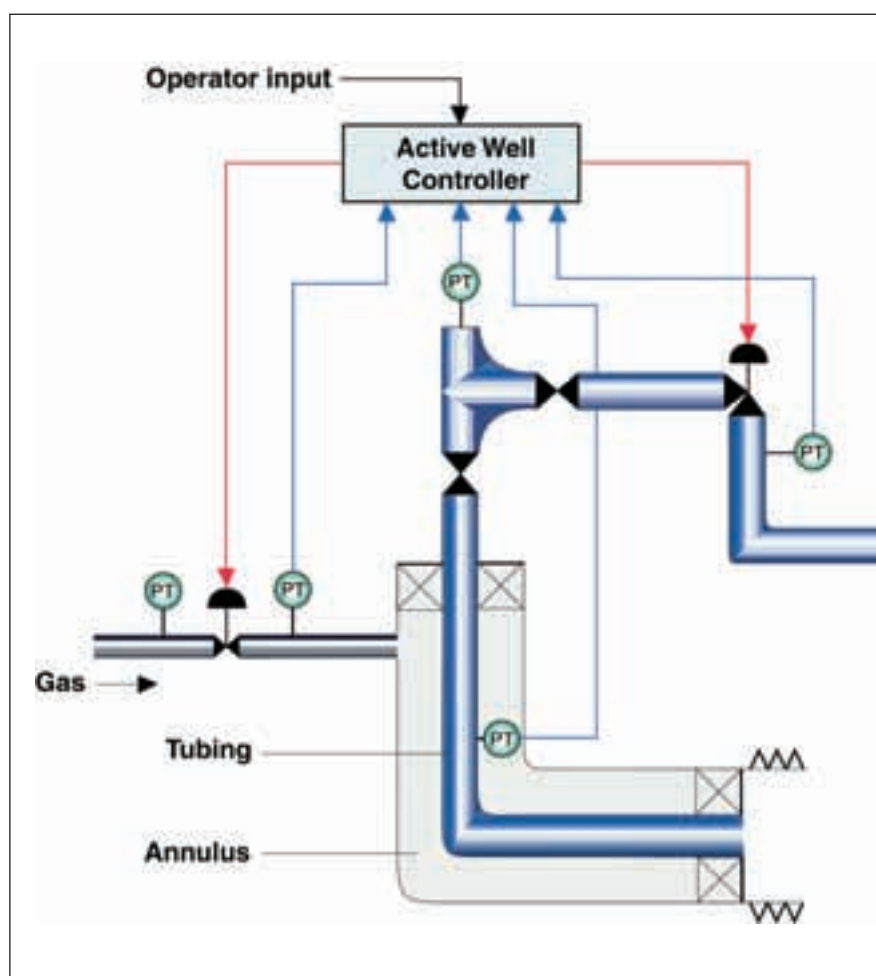 Operator input
Active Well
Controller
PT
PT
PT
PT
Gas
PT
Tubing
Annulus